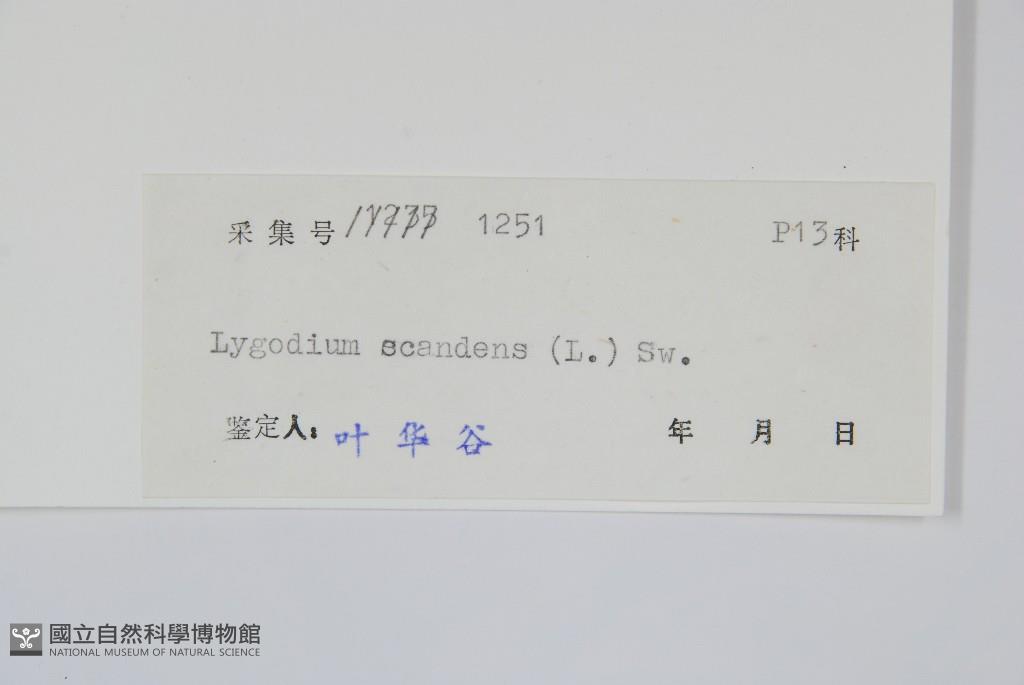 采集号 1251 P13科
Lygodium scandens (L.) Sw.
鉴定人: 叶华谷 年 月 日
國立自然科學博物館
NATIONAL MUSEUM OF NATURAL SCIENCE